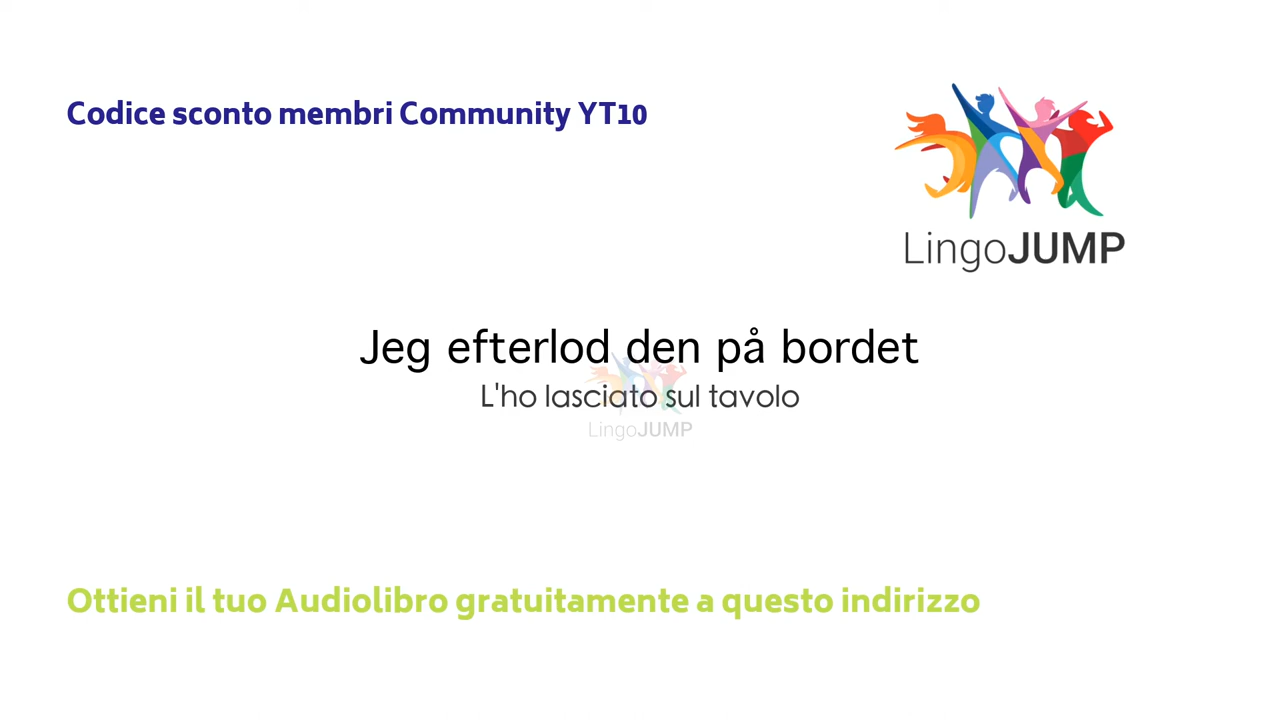 Codice sconto membri Community YT10
LingoJUMP
Jeg efterlod den på bordet
L'ho lasciato sul tavolo
LingoJUMP
Ottieni il tuo Audiolibro gratuitamente a questo indirizzo